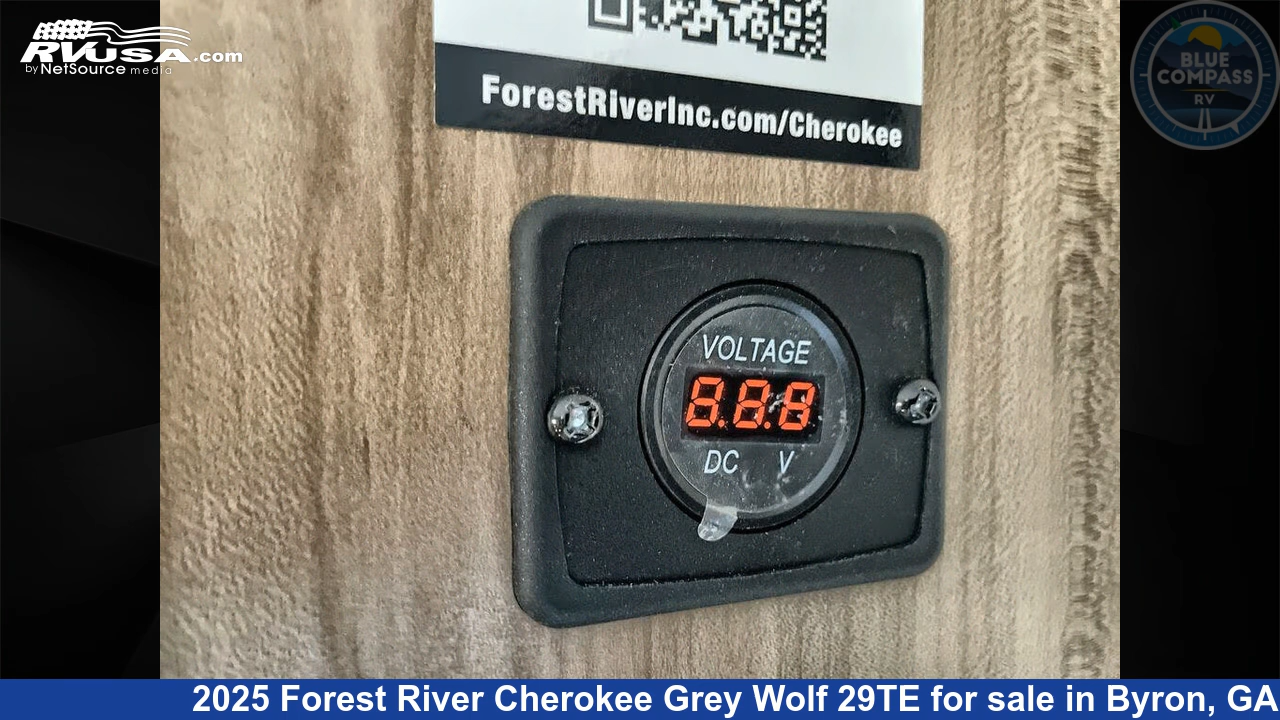 RVUSA.com
by NetSource media
BLUE
COMPASS
RV
ForestRiverInc.com/Cherokee
VOLTAGE
8.8.8
DC V
2025 Forest River Cherokee Grey Wolf 29TE for sale in Byron, GA